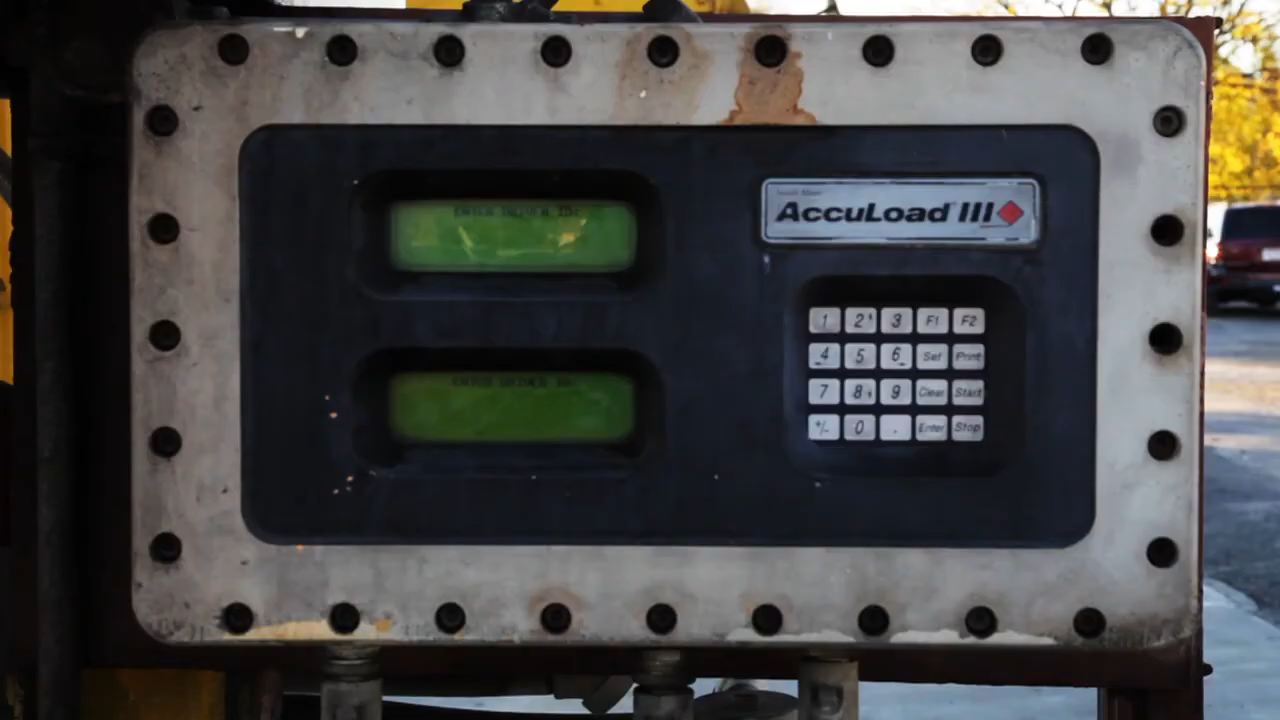 AccuLoad III
1 2 3 F1 F2
4 5 6 Set Print
7 8 9 Clear Start
+/- 0 . Enter Stop